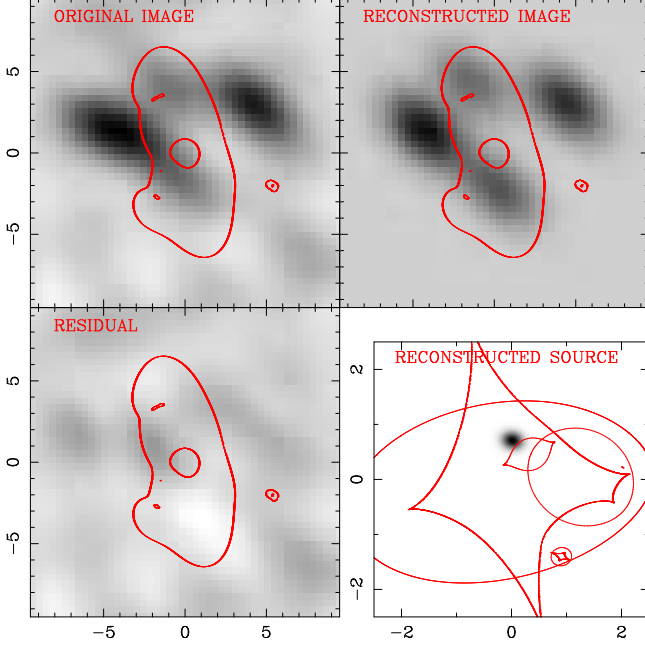 ORIGINAL IMAGE
RECONSTRUCTED IMAGE
5
0
−5
RESIDUAL
RECONSTRUCTED SOURCE
5
0
−5
2
0
−2
−5 0 5
−2 0 2